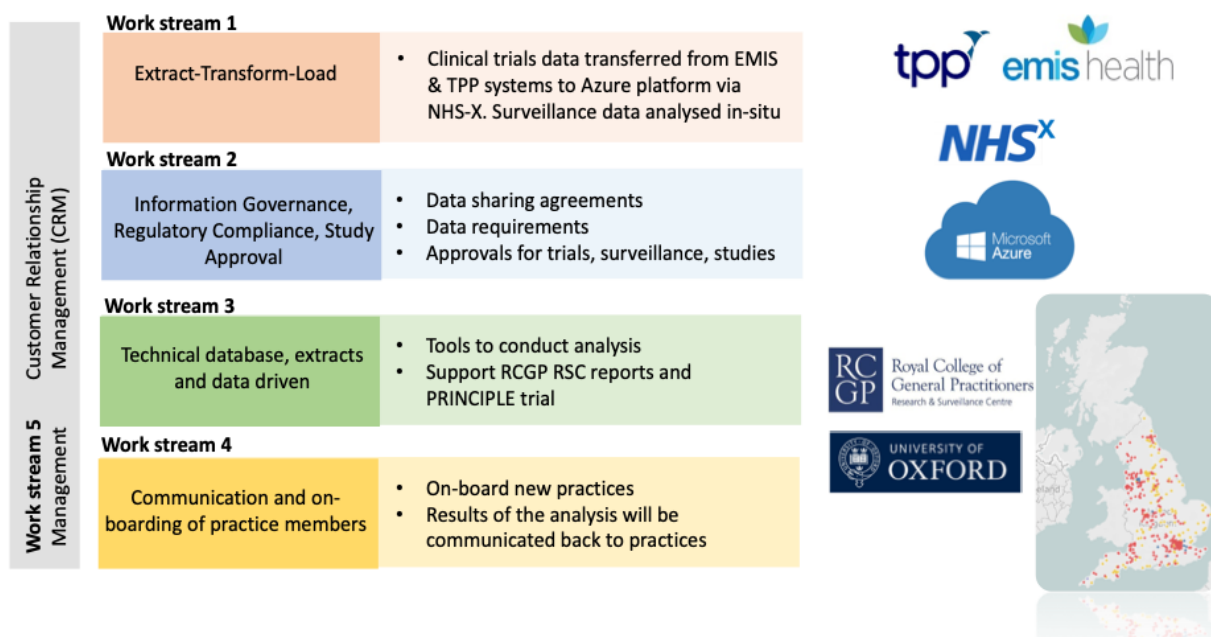 Work stream 1
Extract-Transform-Load
• Clinical trials data transferred from EMIS
& TPP systems to Azure platform via
NHS-X. Surveillance data analysed in-situ
Work stream 2
Information Governance,
Regulatory Compliance, Study
Approval
• Data sharing agreements
• Data requirements
• Approvals for trials, surveillance, studies
Work stream 3
Technical database, extracts
and data driven
• Tools to conduct analysis
• Support RCGP RSC reports and
PRINCIPLE trial
Work stream 4
Communication and on-
boarding of practice members
• On-board new practices
• Results of the analysis will be
communicated back to practices
Customer Relationship
Management (CRM)
Work stream 5
Management
tpp
emis health
NHSX
Microsoft
Azure
RC
GP
Royal College of
General Practitioners
Research & Surveillance Centre
UNIVERSITY OF
OXFORD